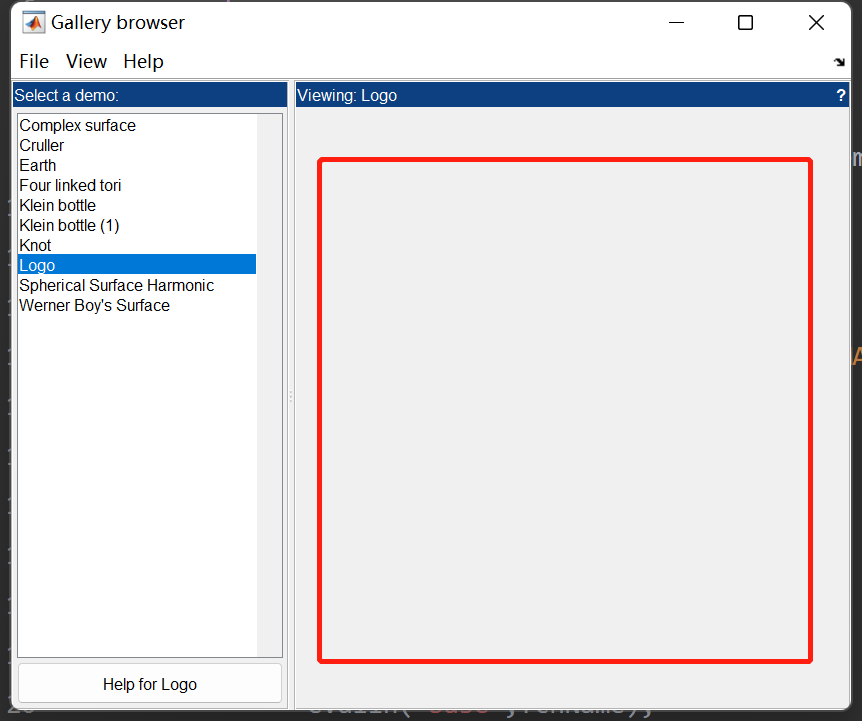 Gallery browser
File View Help
Select a demo:
Viewing: Logo ?
Complex surface
Cruller
Earth
Four linked tori
Klein bottle
Klein bottle (1)
Knot
Logo
Spherical Surface Harmonic
Werner Boy's Surface
Help for Logo